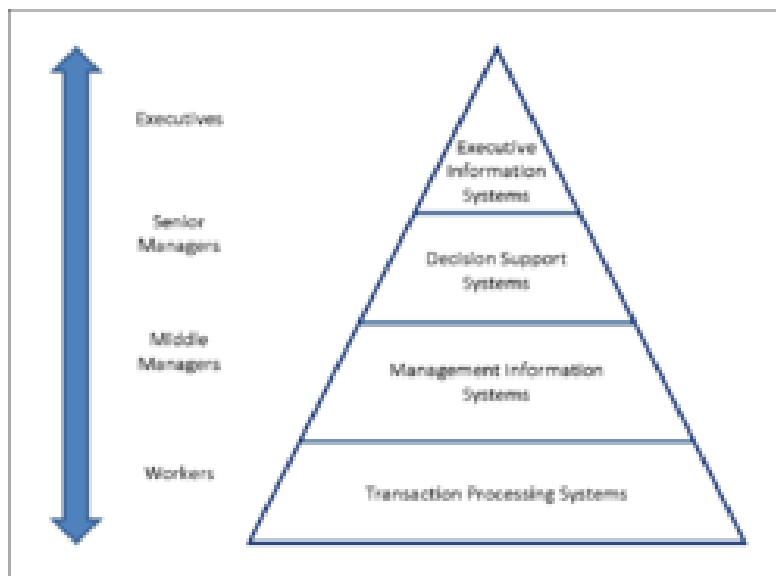 Executives
Executive
Information
Systems
Senior
Managers
Decision Support
Systems
Middle
Managers
Management Information
Systems
Workers
Transaction Processing Systems